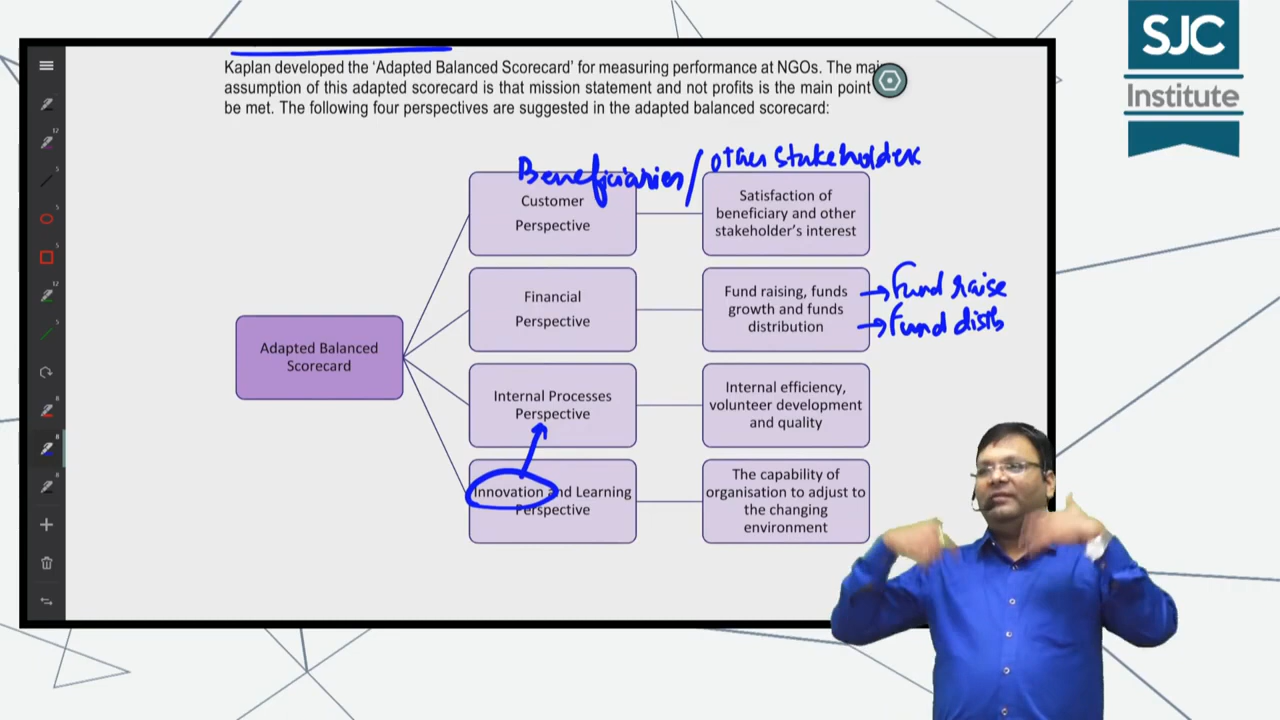 SJC
Institute
Kaplan developed the 'Adapted Balanced Scorecard' for measuring performance at NGOs. The
assumption of this adapted scorecard is that mission statement and not profits is the main point
be met. The following four perspectives are suggested in the adapted balanced scorecard:
Beneficiaries / other stakeholders
Customer
Perspective
Satisfaction of
beneficiary and other
stakeholder's interest
Financial
Perspective
Fund raising, funds
growth and funds
distribution
Fund raise
Fund distib
Adapted Balanced
Scorecard
Internal Processes
Perspective
Internal efficiency,
volunteer development
and quality
Innovation and Learning
Perspective
The capability of
organisation to adjust to
the changing
environment